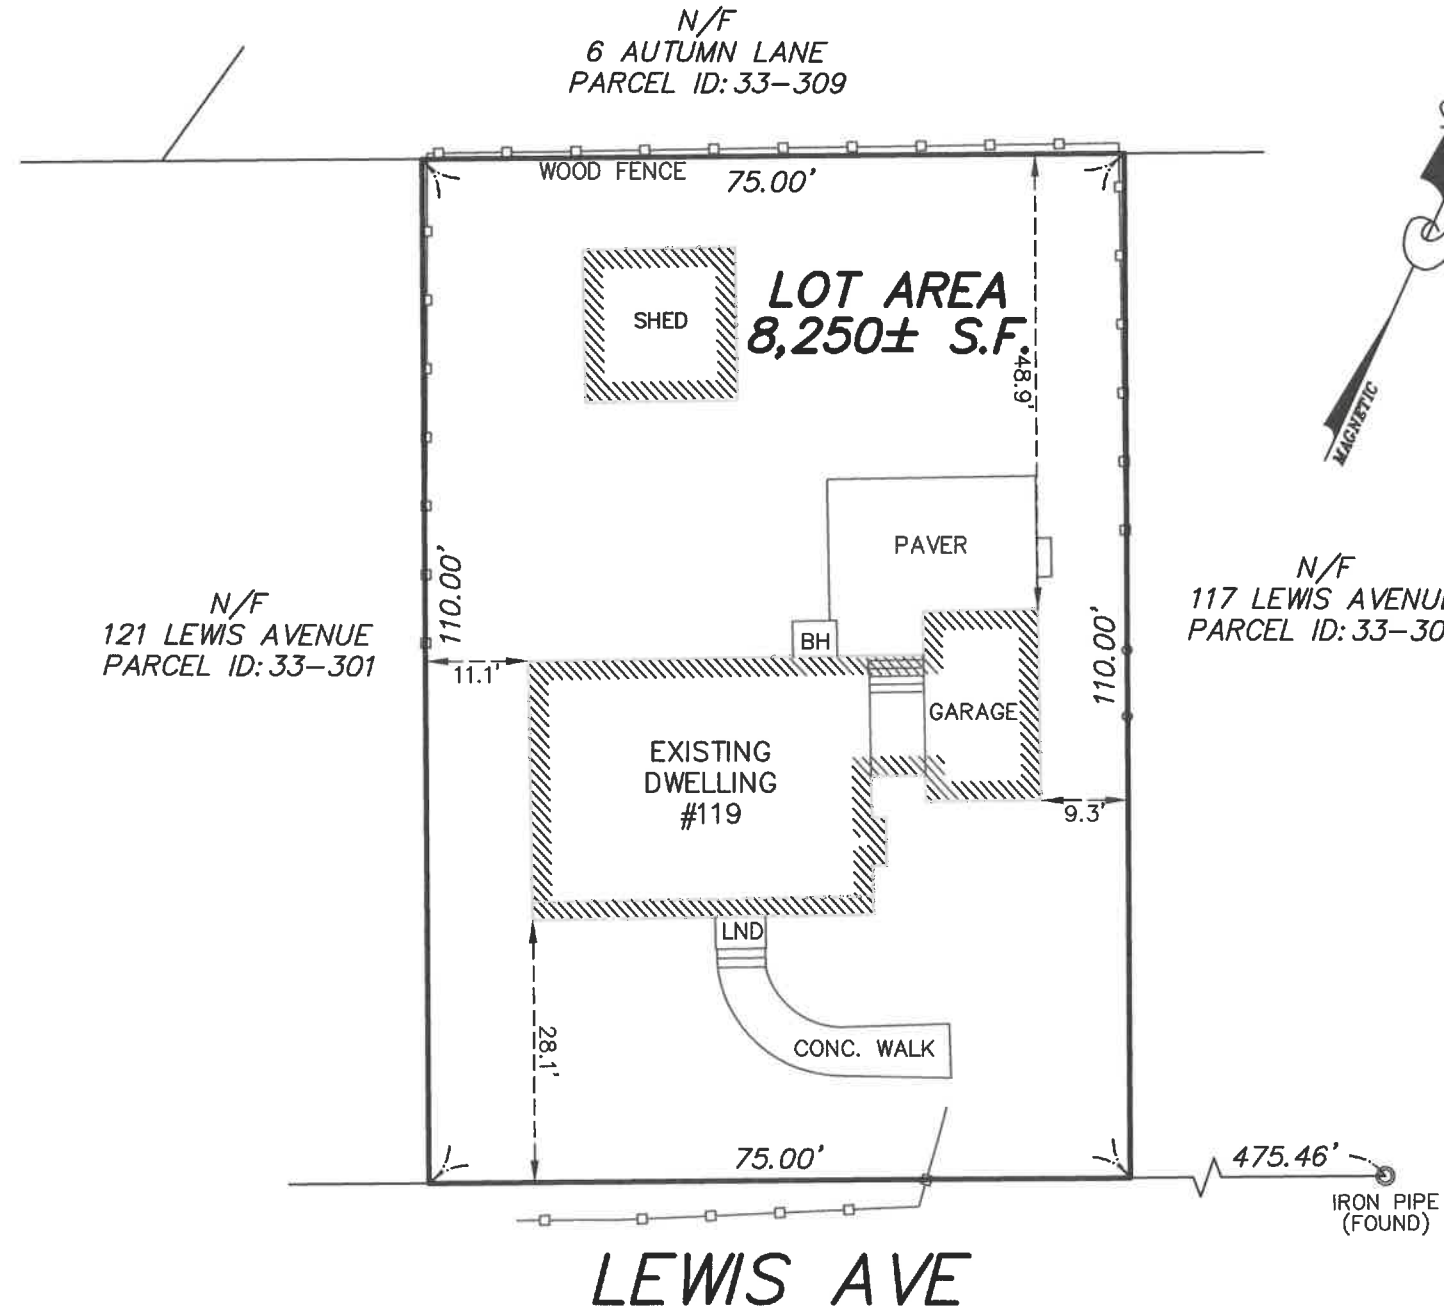 N/F
6 AUTUMN LANE
PARCEL ID: 33-309
WOOD FENCE
75.00'
SHED
LOT AREA
8,250± S.F.
48.9'
MAGNETIC
PAVER
110.00'
N/F
121 LEWIS AVENUE
PARCEL ID: 33-301
N/F
117 LEWIS AVENUE
PARCEL ID: 33-30
110.00'
BH
11.1'
GARAGE
EXISTING
DWELLING
#119
9.3'
LND
28.1'
CONC. WALK
75.00'
475.46'
IRON PIPE
(FOUND)
LEWIS AVE